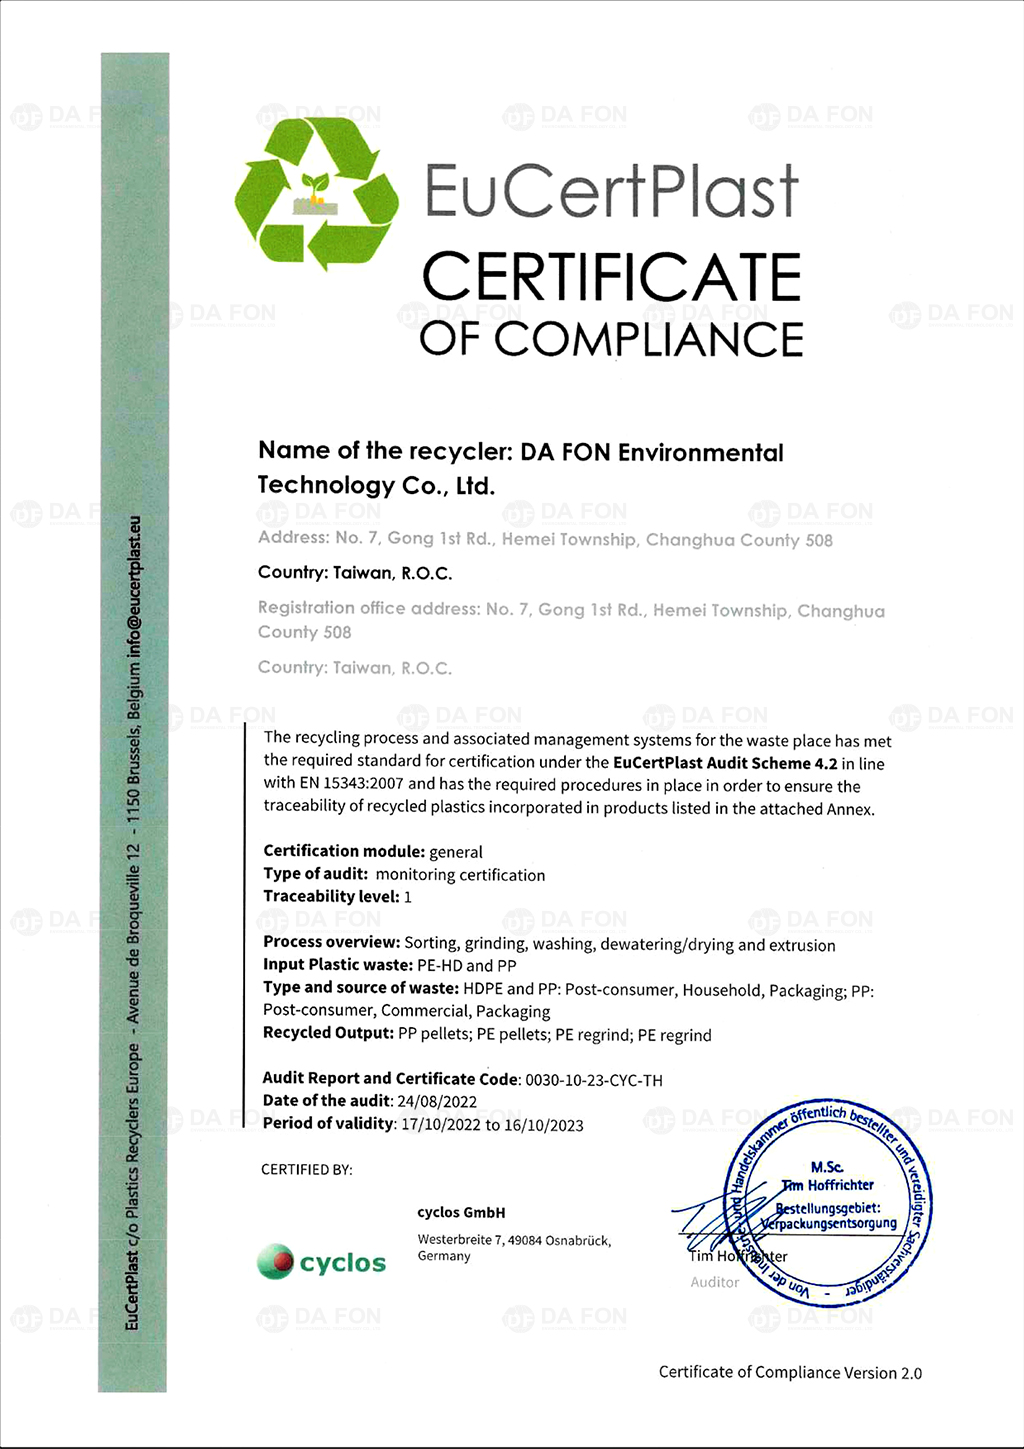 EuCertPlast
CERTIFICATE
OF COMPLIANCE
Name of the recycler: DA FON Environmental
Technology Co., Ltd.
Address: No. 7, Gong 1st Rd., Hemei Township, Changhua County 508
Country: Taiwan, R.O.C.
Registration office address: No. 7, Gong 1st Rd., Hemei Township, Changhua
County 508
Country: Taiwan, R.O.C.
The recycling process and associated management systems for the waste place has met
the required standard for certification under the EuCertPlast Audit Scheme 4.2 in line
with EN 15343:2007 and has the required procedures in place in order to ensure the
traceability of recycled plastics incorporated in products listed in the attached Annex.
Certification module: general
Type of audit: monitoring certification
Traceability level: 1
Process overview: Sorting, grinding, washing, dewatering/drying and extrusion
Input Plastic waste: PE-HD and PP
Type and source of waste: HDPE and PP: Post-consumer, Household, Packaging; PP:
Post-consumer, Commercial, Packaging
Recycled Output: PP pellets; PE pellets; PE regrind; PE regrind
Audit Report and Certificate Code: 0030-10-23-CYC-TH
Date of the audit: 24/08/2022
Period of validity: 17/10/2022 to 16/10/2023
CERTIFIED BY:
cyclos
cyclos GmbH
Westerbreite 7, 49084 Osnabrück,
Germany
Von der Industrie- und Handelskammer öffentlich bestellter und vereidigter Sachverständiger -
M.Sc.
Tim Hoffrichter
Bestellungsgebiet:
Verpackungsentsorgung
Tim Hoffrichter
Auditor
Certificate of Compliance Version 2.0
EuCertPlast c/o Plastics Recyclers Europe - Avenue de Broqueville 12 - 1150 Brussels, Belgium info@eucertplast.eu
DA FON